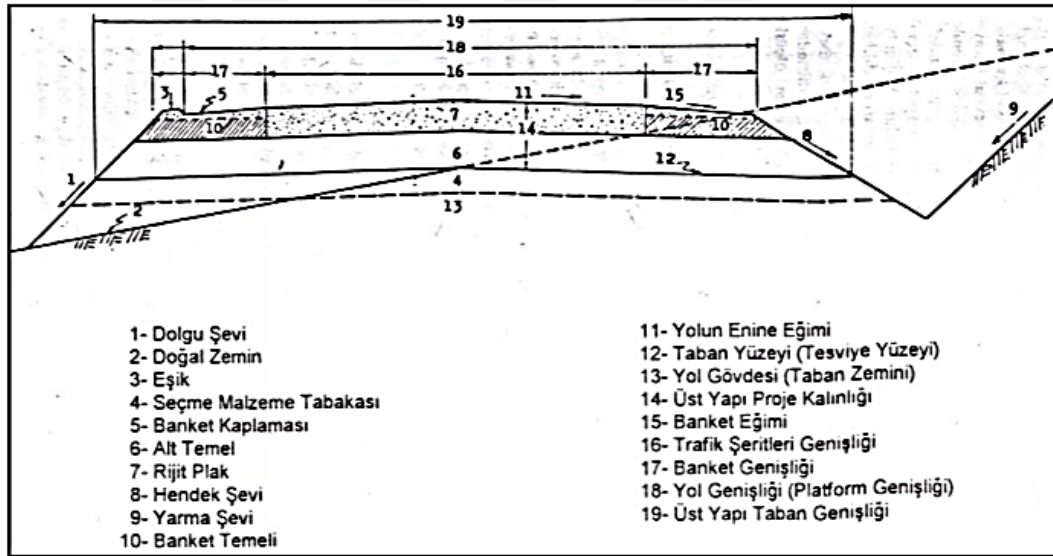 19
18
17 16 17
3 5 11 15 9
10 7 10
14 8
6 12
1 4
2 13
1- Dolgu Şevi
2- Doğal Zemin
3- Eşik
4- Seçme Malzeme Tabakası
5- Banket Kaplaması
6- Alt Temel
7- Rijit Plak
8- Hendek Şevi
9- Yarma Şevi
10- Banket Temeli
11- Yolun Enine Eğimi
12- Taban Yüzeyi (Tesviye Yüzeyi)
13- Yol Gövdesi (Taban Zemini)
14- Üst Yapı Proje Kalınlığı
15- Banket Eğimi
16- Trafik Şeritleri Genişliği
17- Banket Genişliği
18- Yol Genişliği (Platform Genişliği)
19- Üst Yapı Taban Genişliği